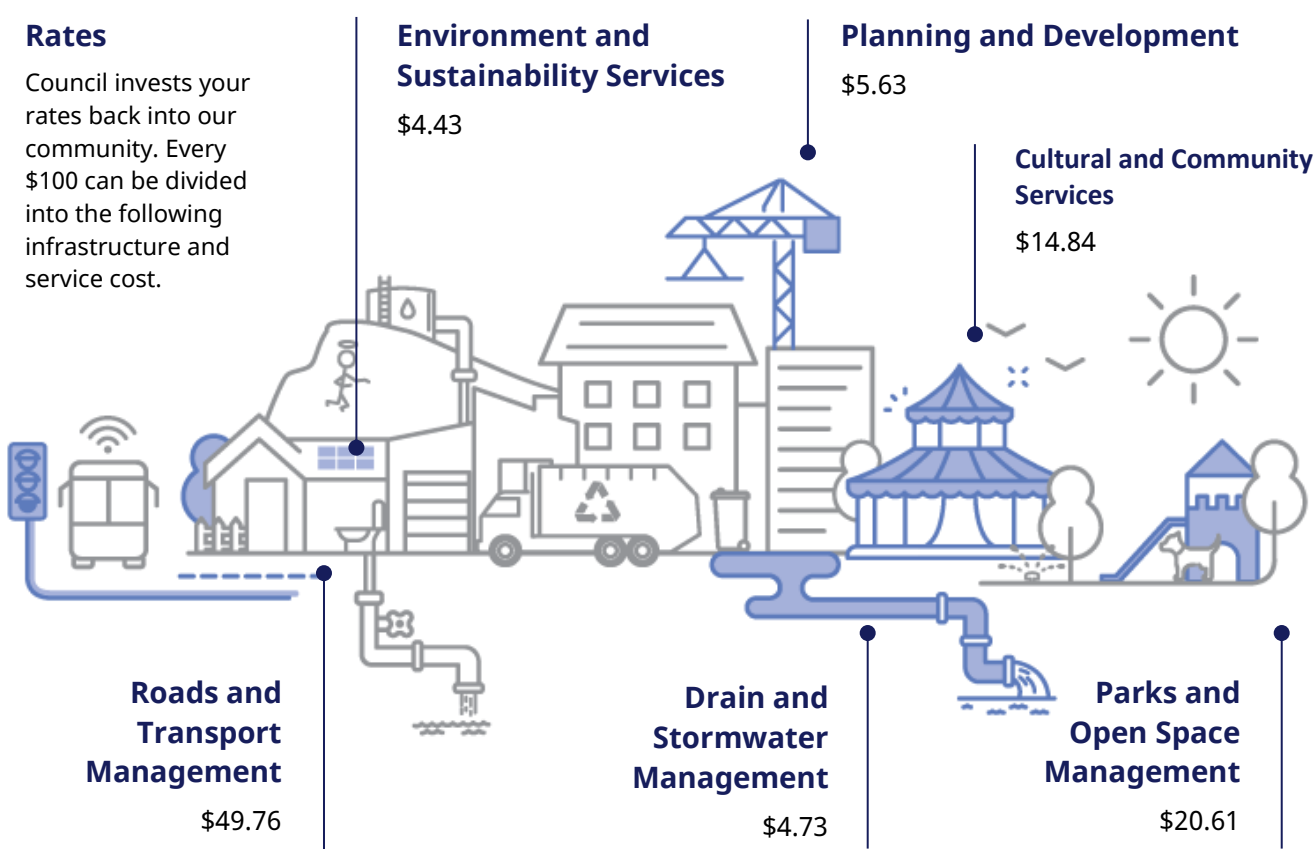 Rates
Council invests your
rates back into our
community. Every
$100 can be divided
into the following
infrastructure and
service cost.
Environment and
Sustainability Services
$4.43
Planning and Development
$5.63
Cultural and Community
Services
$14.84
Roads and
Transport
Management
$49.76
Drain and
Stormwater
Management
$4.73
Parks and
Open Space
Management
$20.61